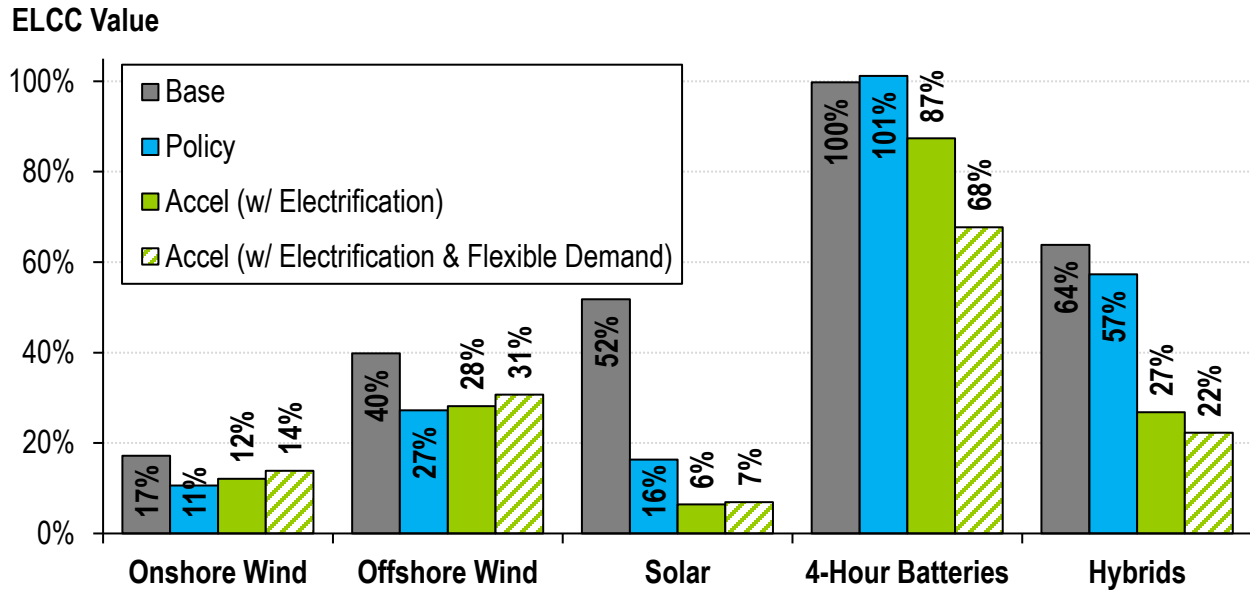 ELCC Value
100%
80%
60%
40%
20%
0%
Base
Policy
Accel (w/ Electrification)
Accel (w/ Electrification & Flexible Demand)
17%
11%
12%
14%
40%
27%
28%
31%
52%
16%
6%
7%
100%
101%
87%
68%
64%
57%
27%
22%
Onshore Wind
Offshore Wind
Solar
4-Hour Batteries
Hybrids